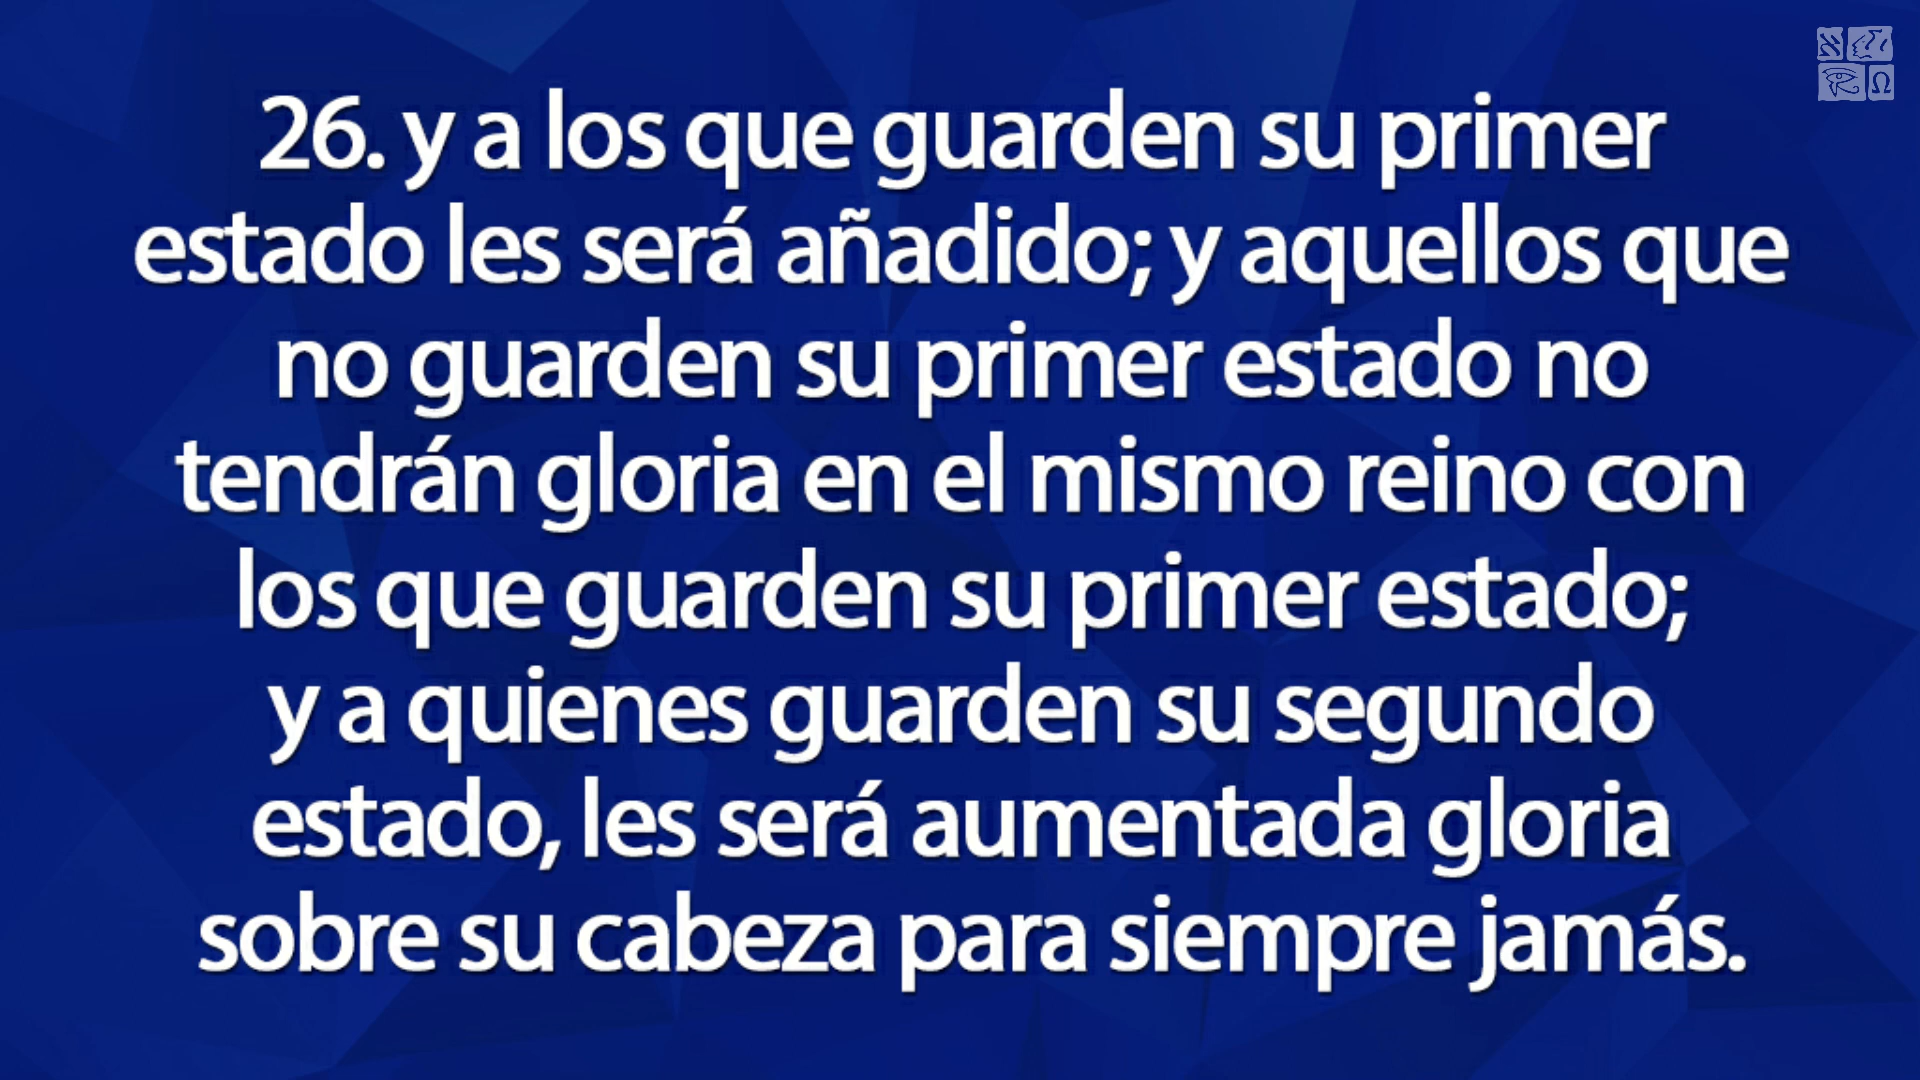 26. y a los que guarden su primer
estado les será añadido; y aquellos que
no guarden su primer estado no
tendrán gloria en el mismo reino con
los que guarden su primer estado;
y a quienes guarden su segundo
estado, les será aumentada gloria
sobre su cabeza para siempre jamás.